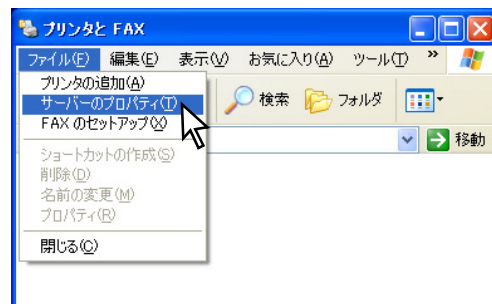 プリンタと FAX
ファイル(F) 編集(E) 表示(V) お気に入り(A) ツール(T) »
プリンタの追加(A)
サーバーのプロパティ(T)
FAX のセットアップ(X)
ショートカットの作成(S)
削除(D)
名前の変更(M)
プロパティ(R)
閉じる(C)
検索 フォルダ
移動